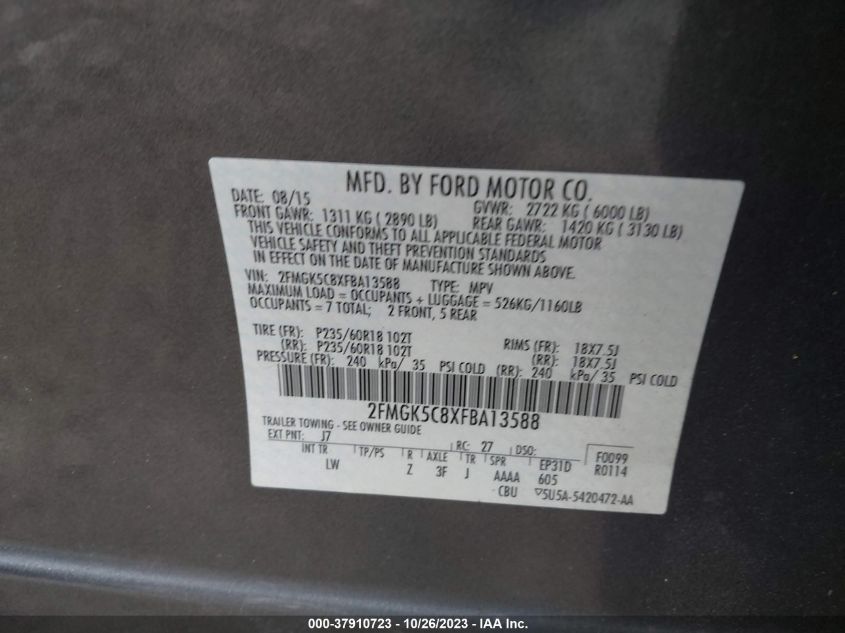 MFD. BY FORD MOTOR CO.
DATE: 08/15 GVWR: 2722 KG ( 6000 LB)
FRONT GAWR: 1311 KG ( 2890 LB) REAR GAWR: 1420 KG ( 3130 LB)
THIS VEHICLE CONFORMS TO ALL APPLICABLE FEDERAL MOTOR
VEHICLE SAFETY AND THEFT PREVENTION STANDARDS
IN EFFECT ON THE DATE OF MANUFACTURE SHOWN ABOVE.
VIN: 2FMGK5C8XFBA13588 TYPE: MPV
MAXIMUM LOAD = OCCUPANTS + LUGGAGE = 526KG/1160LB
OCCUPANTS = 7 TOTAL; 2 FRONT, 5 REAR
TIRE (FR): P235/60R18 102T RIMS (FR): 18X7.5J
(RR): P235/60R18 102T (RR): 18X7.5J
PRESSURE (FR): 240 kPa/ 35 PSI COLD (RR): 240 kPa/ 35 PSI COLD
2FMGK5C8XFBA13588
TRAILER TOWING - SEE OWNER GUIDE
EXT PNT: J7 RC: 27 DSO: F0099
INT TR TP/PS R AXLE TR SPR EP31D R0114
LW Z 3F J AAAA 605
CBU ▽5U5A-5420472-AA
000-37910723 - 10/26/2023 - IAA Inc.